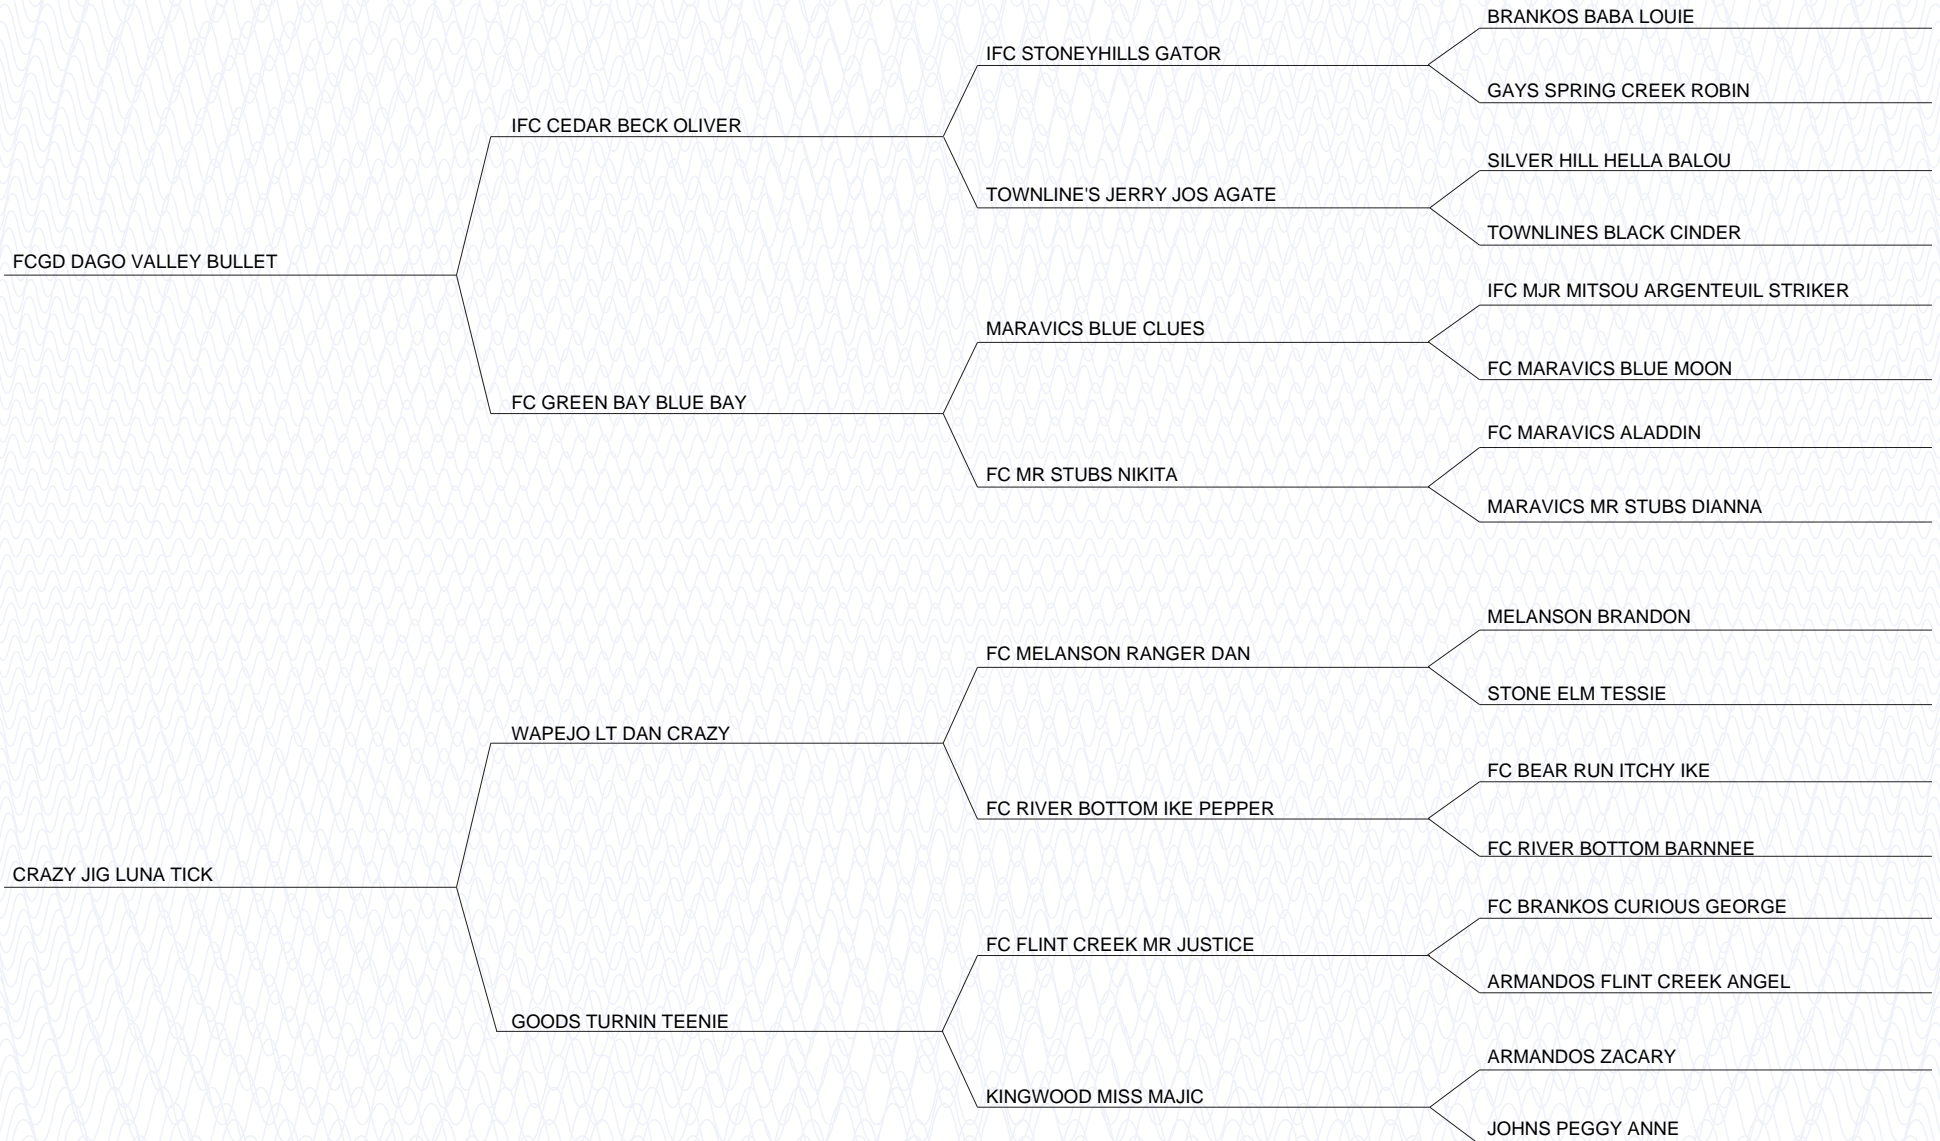 BRANKOS BABA LOUIE
IFC STONEYHILLS GATOR
GAYS SPRING CREEK ROBIN
IFC CEDAR BECK OLIVER
SILVER HILL HELLA BALOU
TOWNLINE'S JERRY JOS AGATE
TOWNLINES BLACK CINDER
FCGD DAGO VALLEY BULLET
IFC MJR MITSOU ARGENTEUIL STRIKER
MARAVICS BLUE CLUES
FC MARAVICS BLUE MOON
FC GREEN BAY BLUE BAY
FC MARAVICS ALADDIN
FC MR STUBS NIKITA
MARAVICS MR STUBS DIANNA
MELANSON BRANDON
FC MELANSON RANGER DAN
STONE ELM TESSIE
WAPEJO LT DAN CRAZY
FC BEAR RUN ITCHY IKE
FC RIVER BOTTOM IKE PEPPER
FC RIVER BOTTOM BARNNEE
CRAZY JIG LUNA TICK
FC BRANKOS CURIOUS GEORGE
FC FLINT CREEK MR JUSTICE
ARMANDOS FLINT CREEK ANGEL
GOODS TURNIN TEENIE
ARMANDOS ZACARY
KINGWOOD MISS MAJIC
JOHNS PEGGY ANNE